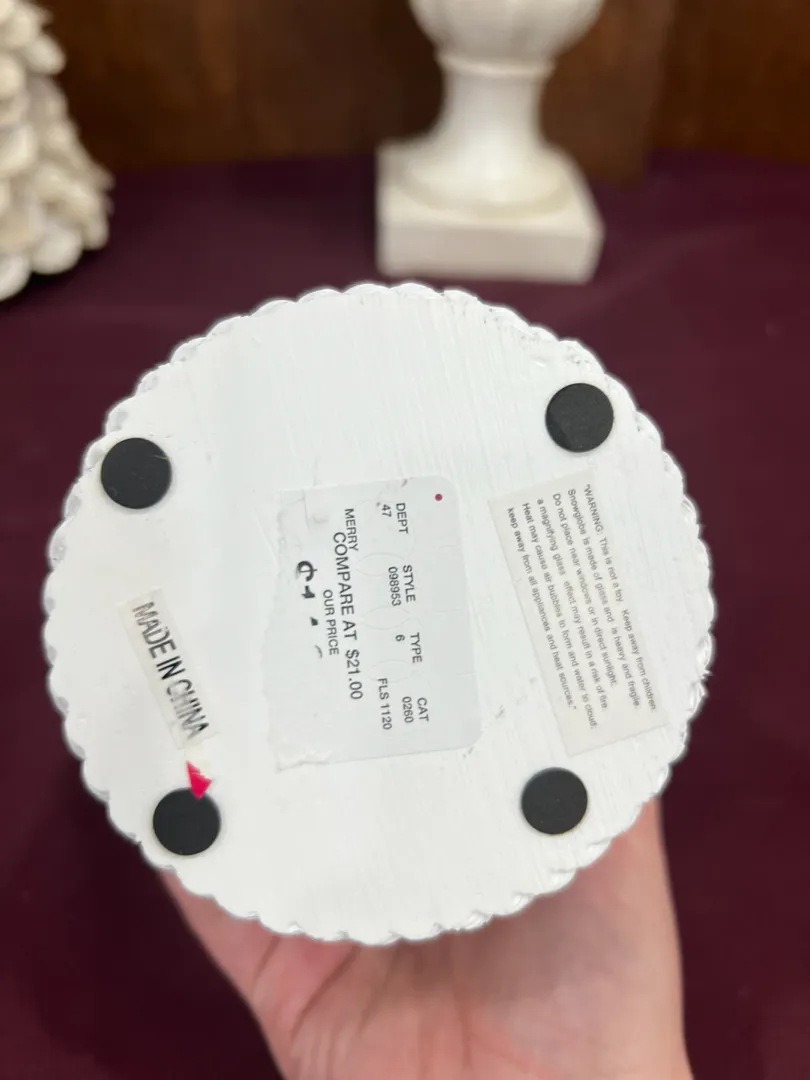 "WARNING: This is not a toy. Keep away from children.
Snowglobe is made of glass and is heavy and fragile.
Do not place near windows or in direct sunlight;
a magnifying glass effect may result in a risk of fire.
Heat may cause air bubbles to form and water to cloud;
keep away from all appliances and heat sources."
DEPT STYLE TYPE CAT
47 098953 6 0260
FLS 1120
MERRY
COMPARE AT $21.00
OUR PRICE
MADE IN CHINA